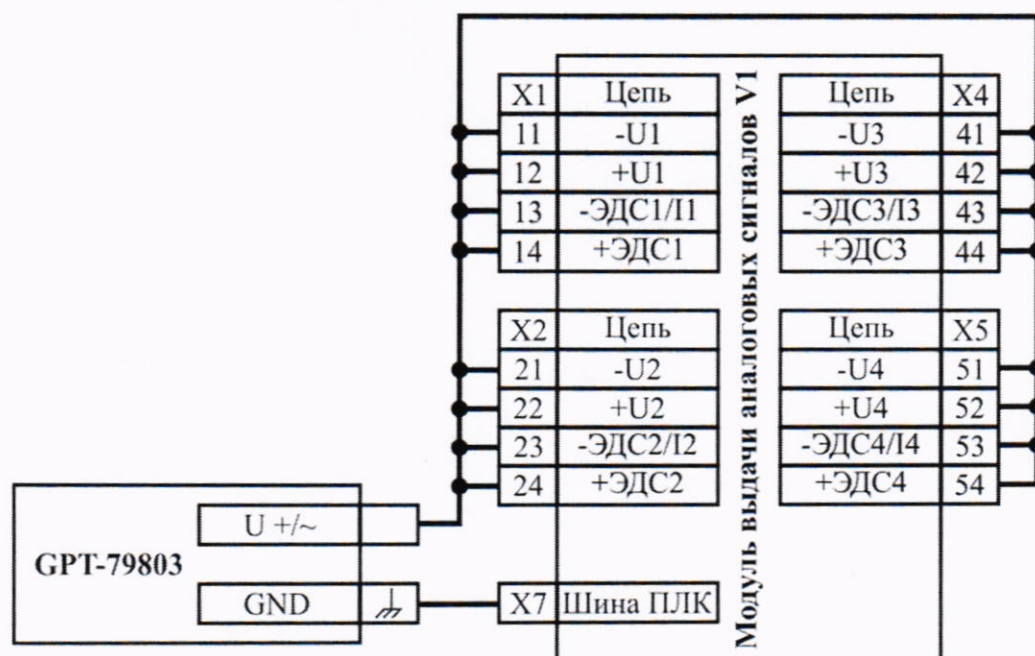 X1 Цепь
11 -U1
12 +U1
13 -ЭДС1/I1
14 +ЭДС1
X2 Цепь
21 -U2
22 +U2
23 -ЭДС2/I2
24 +ЭДС2
X7 Шина ПЛК
Модуль выдачи аналоговых сигналов V1
Цепь X4
-U3 41
+U3 42
-ЭДС3/I3 43
+ЭДС3 44
Цепь X5
-U4 51
+U4 52
-ЭДС4/I4 53
+ЭДС4 54
GPT-79803
U +/~
GND